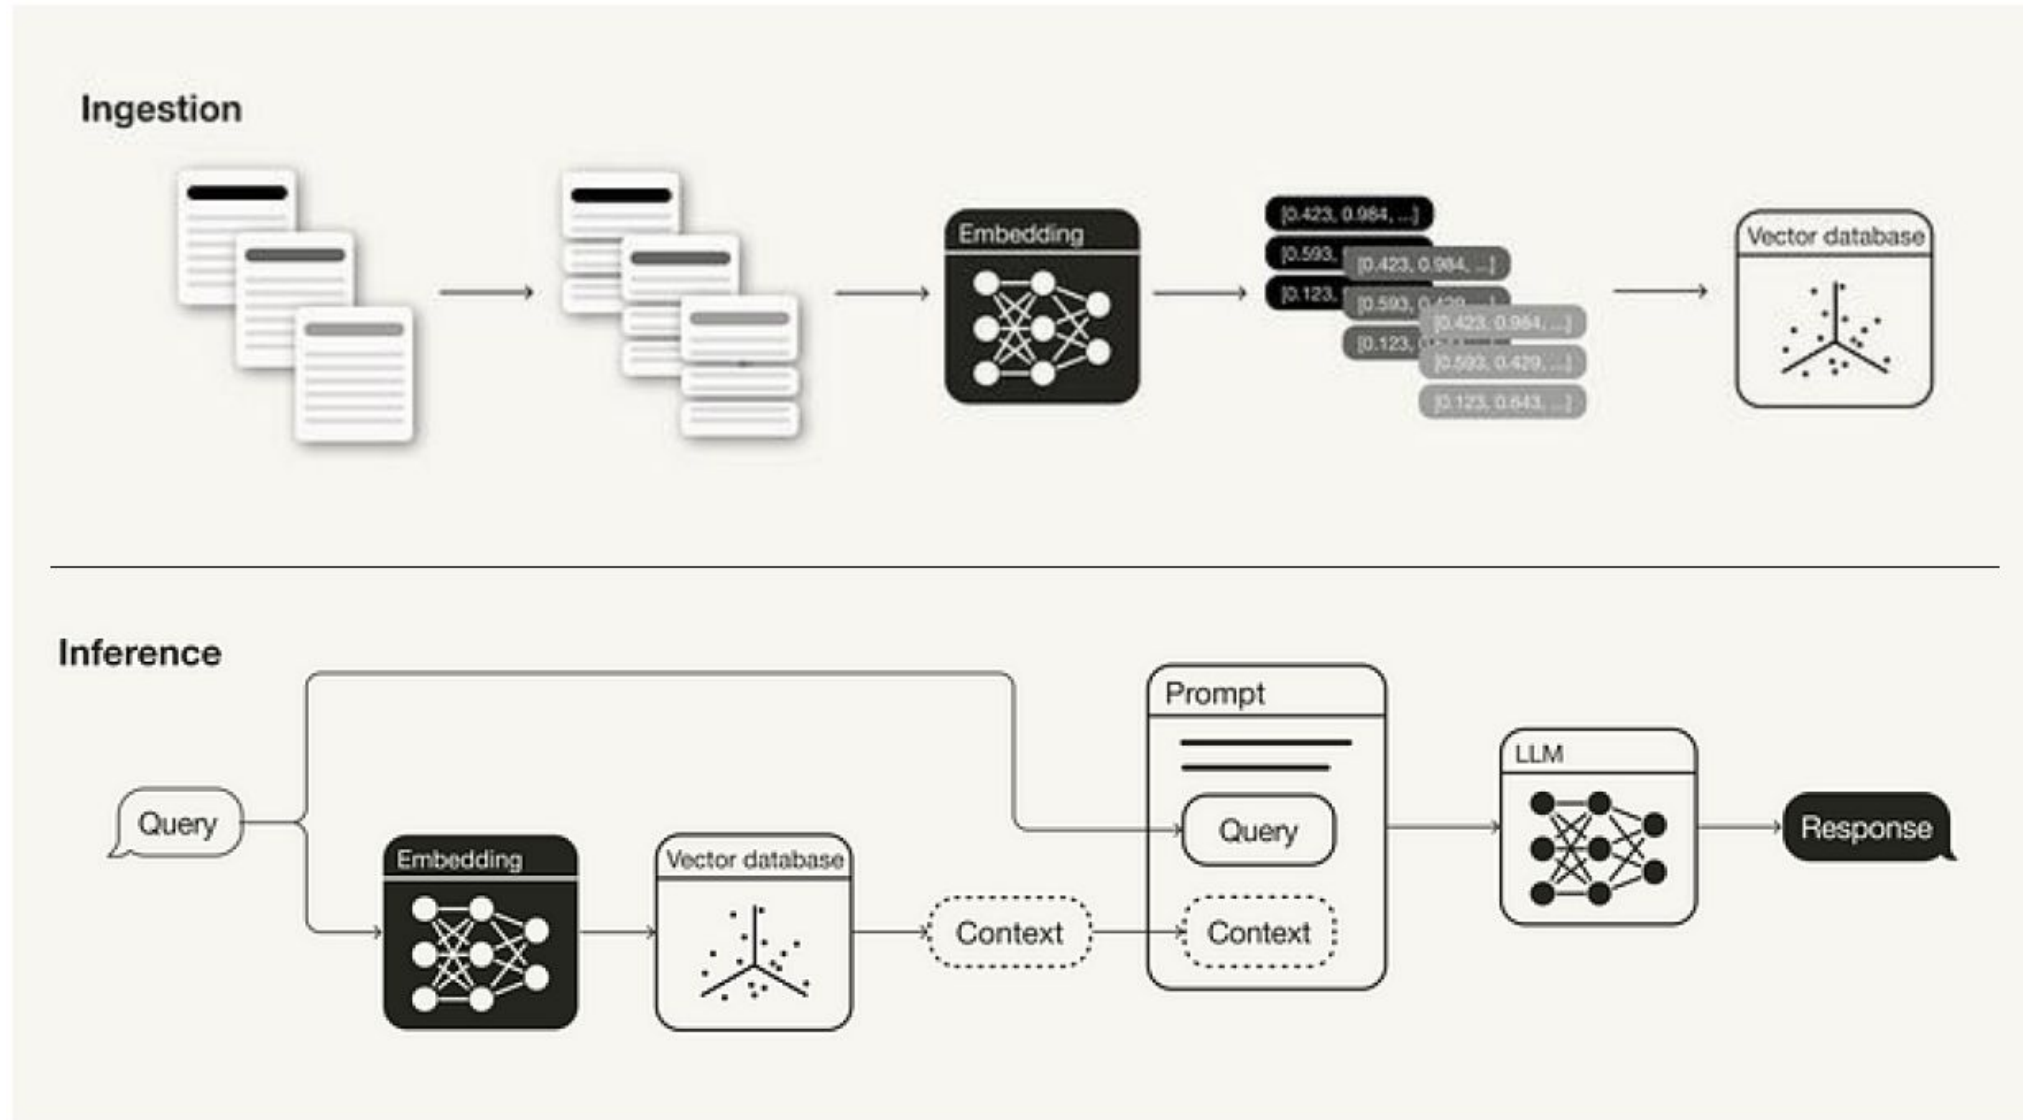 Ingestion
Embedding
[0.423, 0.984, ...]
[0.593,
[0.123,
[0.423, 0.984, ...]
[0.593, 0.429, ...]
[0.123,
[0.423, 0.984, ...]
[0.593, 0.429, ...]
[0.123, 0.643, ...]
Vector database
Inference
Query
Embedding
Vector database
Context
Prompt
Query
Context
LLM
Response